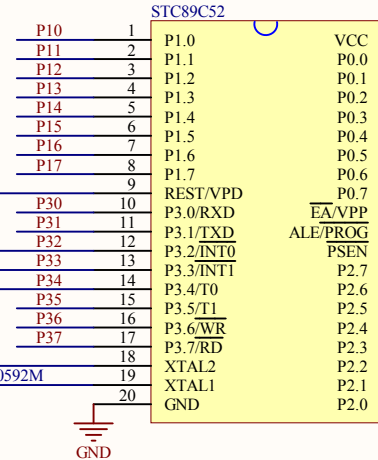 STC89C52
P10 1 P1.0 VCC
P11 2 P1.1 P0.0
P12 3 P1.2 P0.1
P13 4 P1.3 P0.2
P14 5 P1.4 P0.3
P15 6 P1.5 P0.4
P16 7 P1.6 P0.5
P17 8 P1.7 P0.6
9 REST/VPD P0.7
P30 10 P3.0/RXD EA/VPP
P31 11 P3.1/TXD ALE/PROG
P32 12 P3.2/INT0 PSEN
P33 13 P3.3/INT1 P2.7
P34 14 P3.4/T0 P2.6
P35 15 P3.5/T1 P2.5
P36 16 P3.6/WR P2.4
P37 17 P3.7/RD P2.3
18 XTAL2 P2.2
0592M 19 XTAL1 P2.1
20 GND P2.0
GND